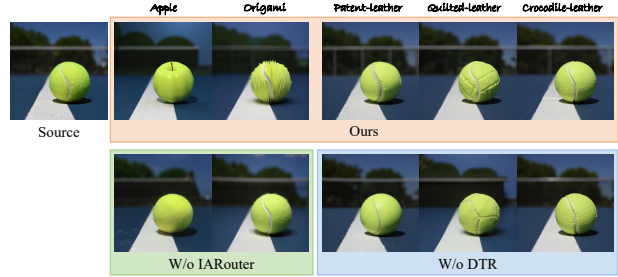 Apple Origami Patent-leather Quilted-leather Crocodile-leather
Source
Ours
W/o IARouter
W/o DTR